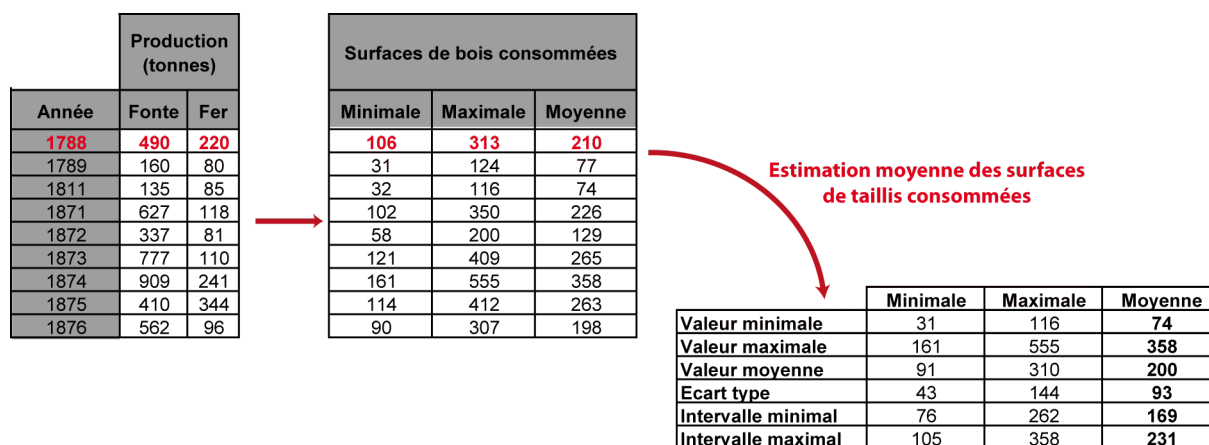 Production (tonnes)
Surfaces de bois consommées
Année Fonte Fer Minimale Maximale Moyenne
1788 490 220 106 313 210
1789 160 80 31 124 77
1811 135 85 32 116 74
1871 627 118 102 350 226
1872 337 81 58 200 129
1873 777 110 121 409 265
1874 909 241 161 555 358
1875 410 344 114 412 263
1876 562 96 90 307 198
Estimation moyenne des surfaces
de taillis consommées
Minimale Maximale Moyenne
Valeur minimale 31 116 74
Valeur maximale 161 555 358
Valeur moyenne 91 310 200
Ecart type 43 144 93
Intervalle minimal 76 262 169
Intervalle maximal 105 358 231